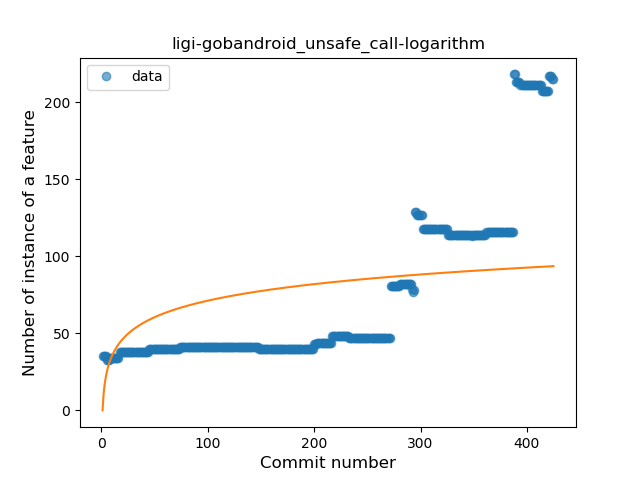 ligi-gobandroid_unsafe_call-logarithm
data
Number of instance of a feature
200
150
100
50
0
0 100 200 300 400
Commit number